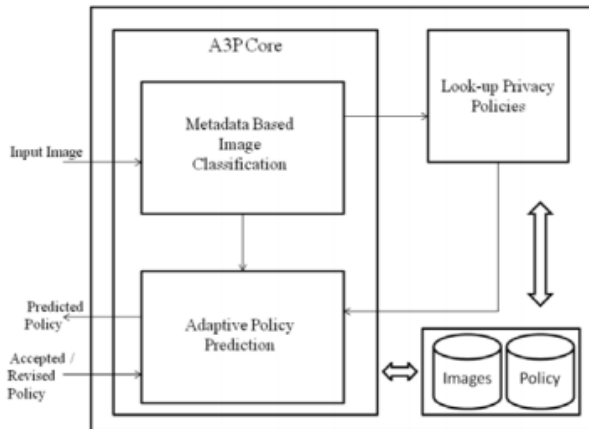 A3P Core
Look-up Privacy
Policies
Metadata Based
Image
Classification
Input Image
Predicted
Policy
Adaptive Policy
Prediction
Accepted /
Revised
Policy
Images
Policy